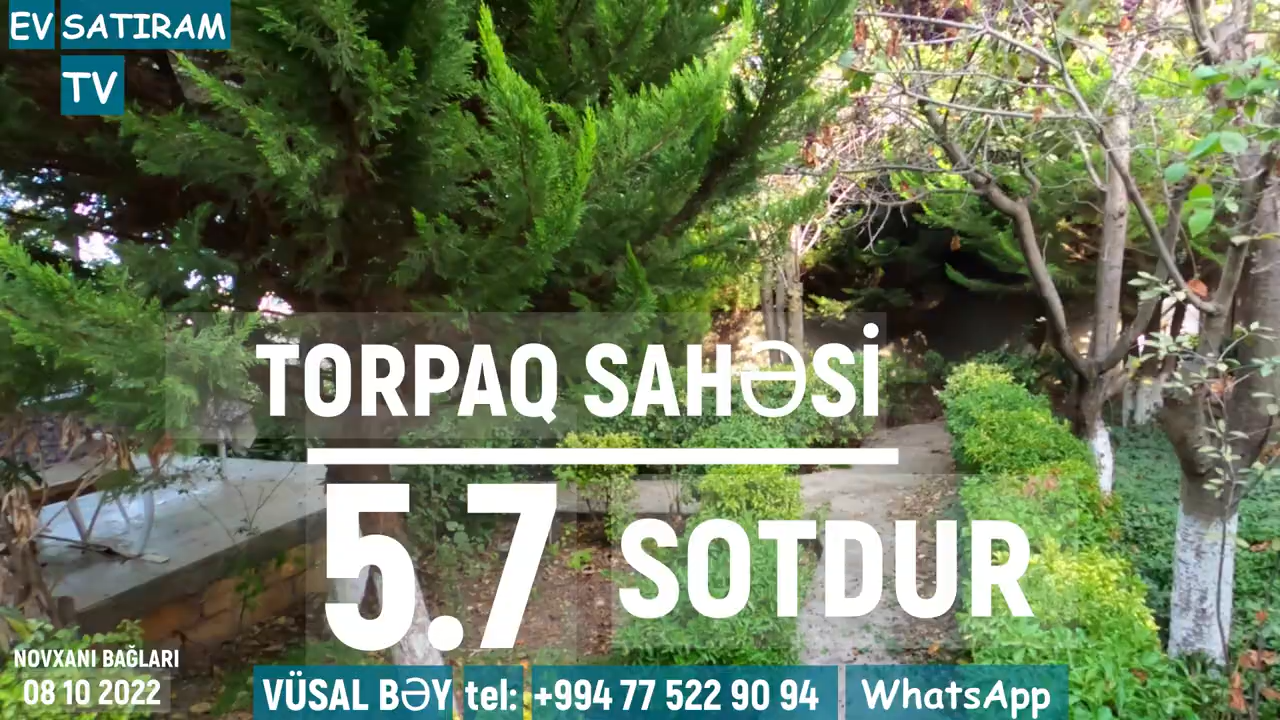 EV SATIRAM
TV
TORPAQ SAHƏSİ
5.7 SOTDUR
NOVXANI BAĞLARI
08 10 2022
VÜSAL BƏY tel: +994 77 522 90 94 WhatsApp